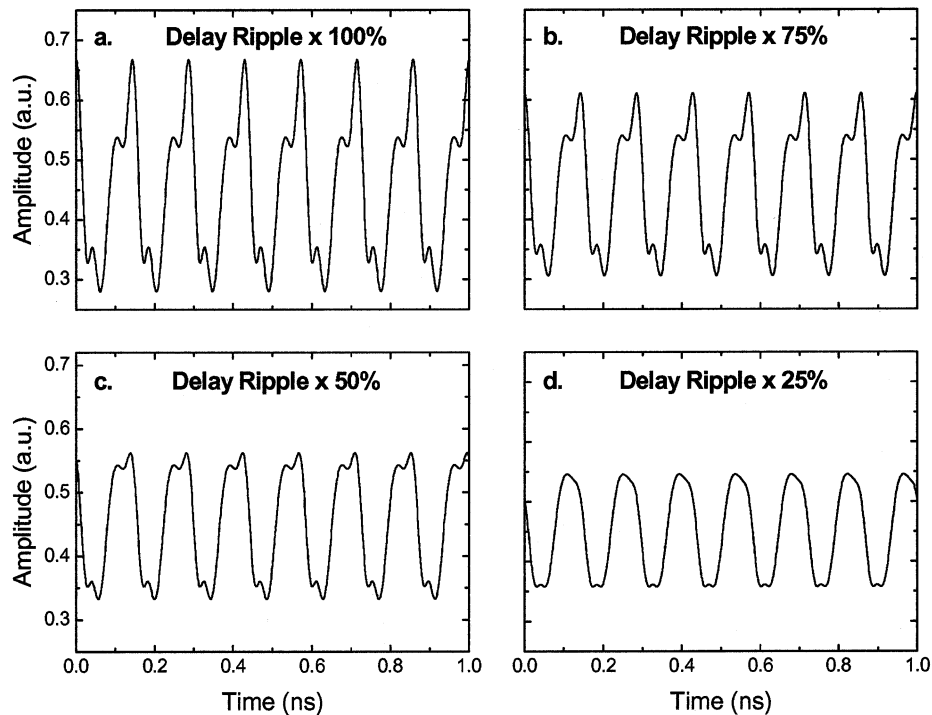 a. Delay Ripple x 100%
b. Delay Ripple x 75%
0.7
0.6
0.5
0.4
0.3
Amplitude (a.u.)
c. Delay Ripple x 50%
d. Delay Ripple x 25%
0.7
0.6
0.5
0.4
0.3
Amplitude (a.u.)
0.0 0.2 0.4 0.6 0.8 1.0
0.0 0.2 0.4 0.6 0.8 1.0
Time (ns)
Time (ns)